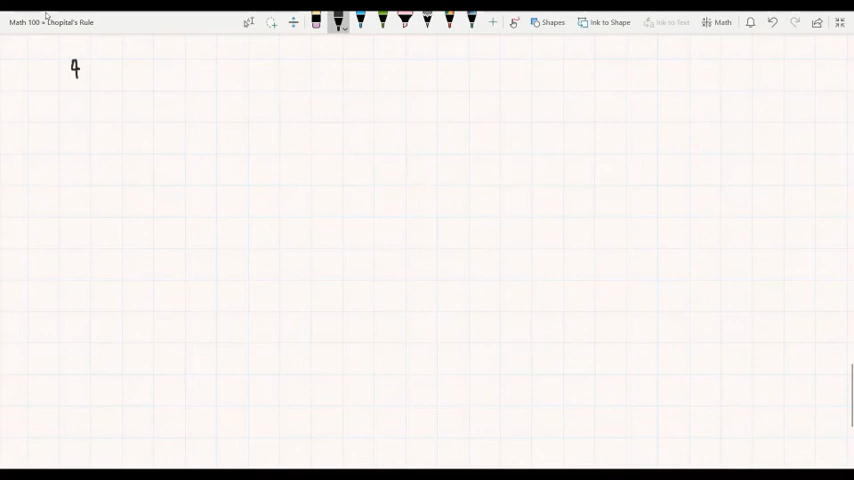 Math 100 - Lhopital's Rule
Shapes
Ink to Shape
Ink to Text
Math
4